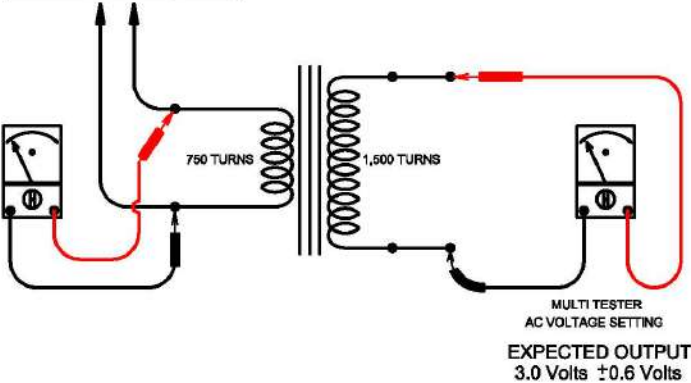 750 TURNS
1,500 TURNS
MULTI TESTER
AC VOLTAGE SETTING
EXPECTED OUTPUT
3.0 Volts ±0.6 Volts